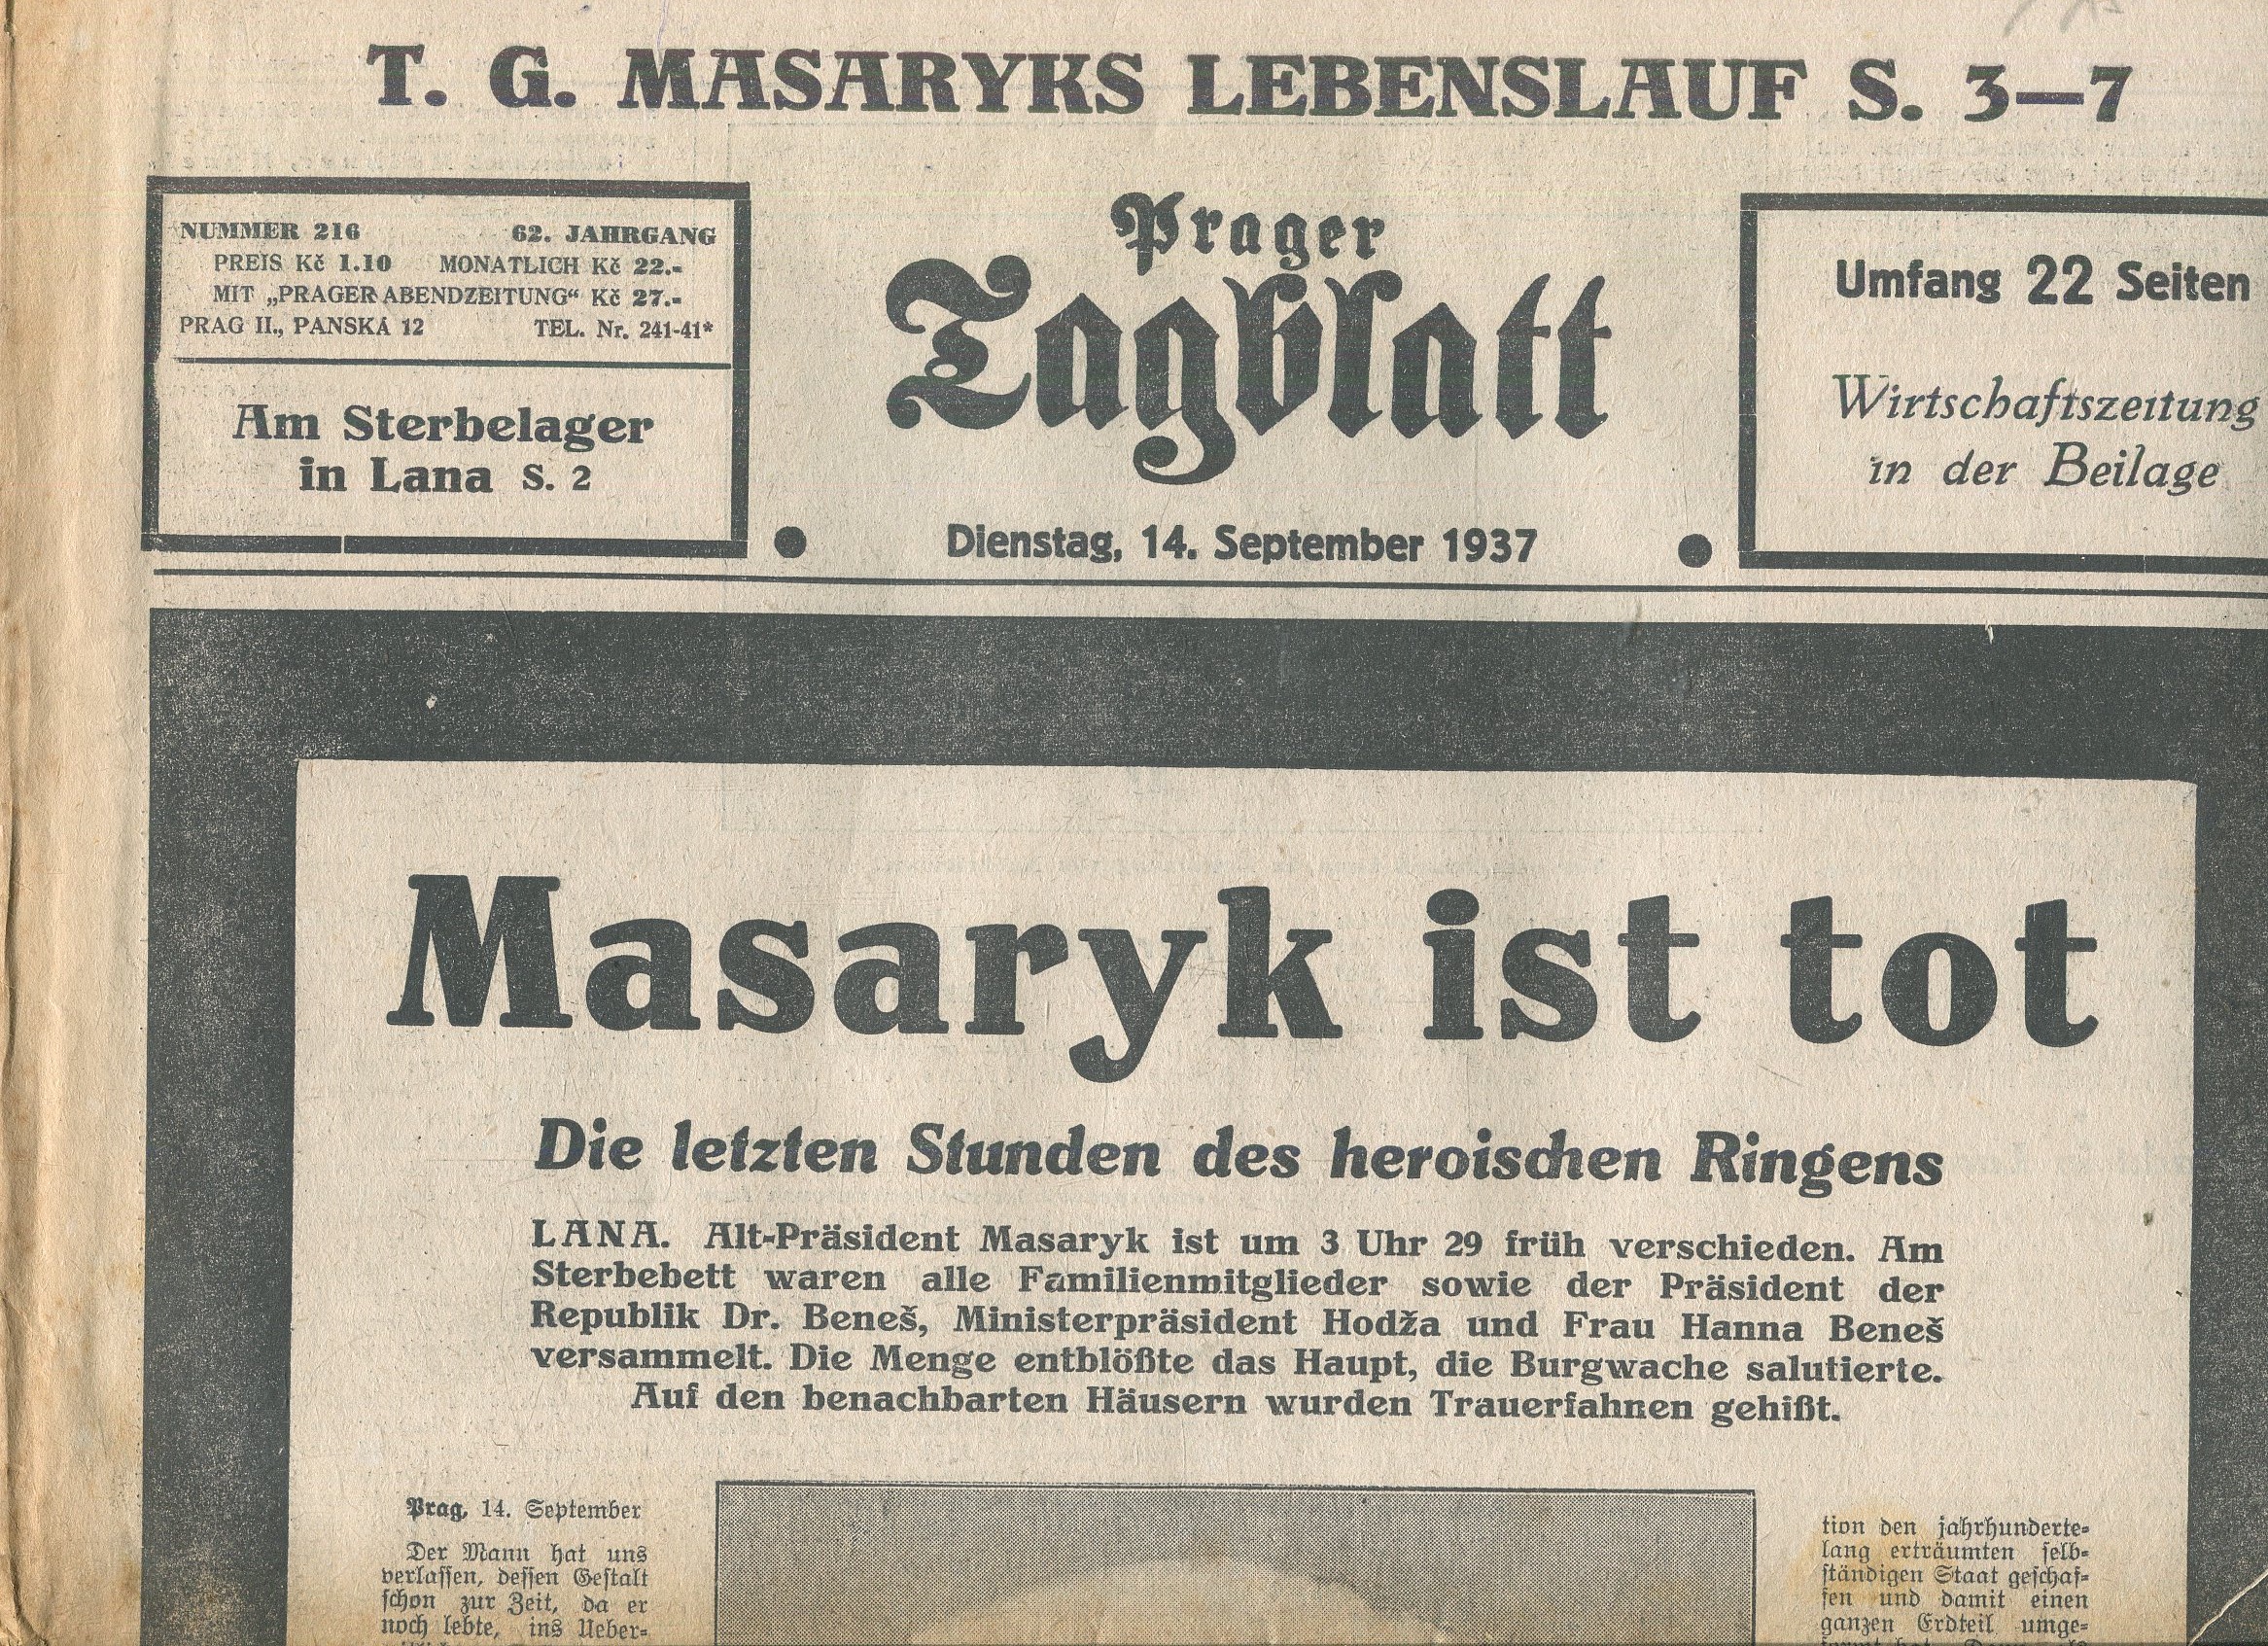 T. G. MASARYKS LEBENSLAUF S. 3—7
NUMMER 216 62. JAHRGANG
PREIS Kč 1.10 MONATLICH Kč 22.-
MIT „PRAGER ABENDZEITUNG“ Kč 27.-
PRAG II., PANSKÁ 12 TEL. Nr. 241-41*
Am Sterbelager
in Lana S. 2
Prager
Tagblatt
Dienstag, 14. September 1937
Umfang 22 Seiten
Wirtschaftszeitung
in der Beilage
Masaryk ist tot
Die letzten Stunden des heroischen Ringens
LANA. Alt-Präsident Masaryk ist um 3 Uhr 29 früh verschieden. Am
Sterbebett waren alle Familienmitglieder sowie der Präsident der
Republik Dr. Beneš, Ministerpräsident Hodža und Frau Hanna Beneš
versammelt. Die Menge entblößte das Haupt, die Burgwache salutierte.
Auf den benachbarten Häusern wurden Trauerfahnen gehißt.
Prag, 14. September
Der Mann hat uns
verlassen, dessen Gestalt
schon zur Zeit, da er
noch lebte, ins Ueber-
tion den jahrhunderte-
lang erträumten selb-
ständigen Staat geschaf-
fen und damit einen
ganzen Erdteil umge-